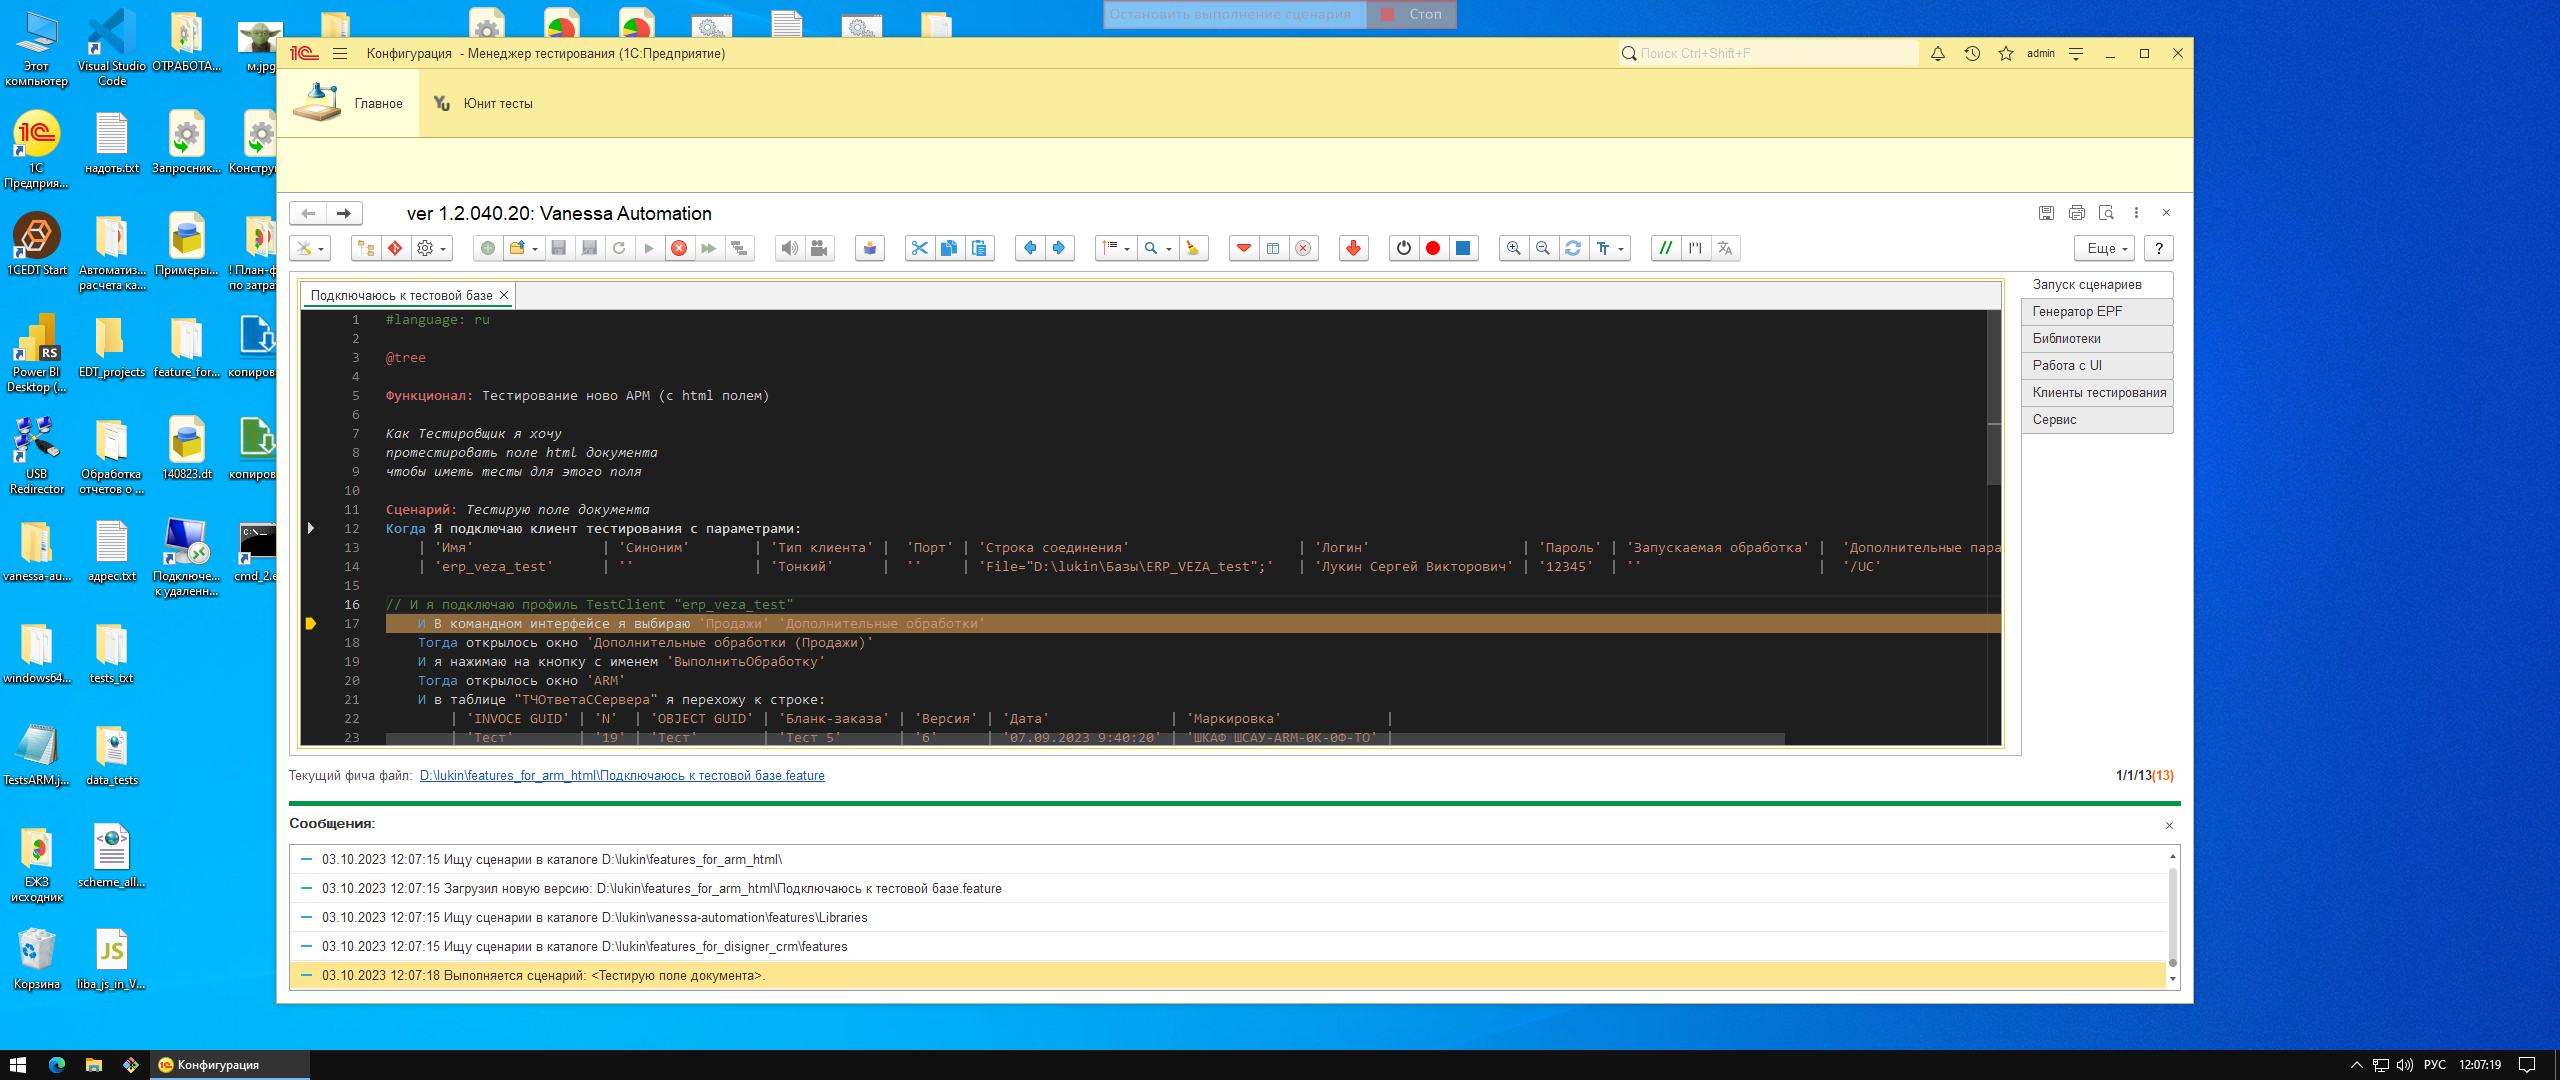 Остановить выполнение сценария Стоп
Этот компьютер
Visual Studio Code
ОТРАБОТА...
м.jpg
1С Предприя...
надоть.txt
Запросник...
1CEDT Start
Автоматиз... расчета ка...
Примеры...
Power BI Desktop (...
EDT_projects
feature_for...
USB Redirector
Обработка отчетов о ...
140823.dt
vanessa-au...
адрес.txt
Подключе... к удаленн...
windows64...
tests_txt
TestsARM.j...
data_tests
ЕЖЗ исходник
scheme_all...
Корзина
liba_js_in_V...
Конфигурация - Менеджер тестирования (1С:Предприятие)
Поиск Ctrl+Shift+F
admin
Главное
Юнит тесты
ver 1.2.040.20: Vanessa Automation
Еще
?
Подключаюсь к тестовой базе
1 #language: ru
2
3 @tree
4
5 Функционал: Тестирование ново АРМ (с html полем)
6
7 Как Тестировщик я хочу
8 протестировать поле html документа
9 чтобы иметь тесты для этого поля
10
11 Сценарий: Тестирую поле документа
12 Когда Я подключаю клиент тестирования с параметрами:
13 | 'Имя' | 'Синоним' | 'Тип клиента' | 'Порт' | 'Строка соединения' | 'Логин' | 'Пароль' | 'Запускаемая обработка' | 'Дополнительные пара
14 | 'erp_veza_test' | '' | 'Тонкий' | '' | 'File="D:\lukin\Базы\ERP_VEZA_test";' | 'Лукин Сергей Викторович' | '12345' | '' | '/UC'
15
16 // И я подключаю профиль TestClient "erp_veza_test"
17 И В командном интерфейсе я выбираю 'Продажи' 'Дополнительные обработки'
18 Тогда открылось окно 'Дополнительные обработки (Продажи)'
19 И я нажимаю на кнопку с именем 'ВыполнитьОбработку'
20 Тогда открылось окно 'ARM'
21 И в таблице "ТЧОтветаССервера" я перехожу к строке:
22 | 'INVOCE GUID' | 'N' | 'OBJECT GUID' | 'Бланк-заказа' | 'Версия' | 'Дата' | 'Маркировка' |
23 | 'Тест' | '19' | 'Тест' | 'Тест 5' | '6' | '07.09.2023 9:40:20' | 'ШКАФ ШСАУ-ARM-0К-0Ф-ТО' |
Запуск сценариев
Генератор EPF
Библиотеки
Работа с UI
Клиенты тестирования
Сервис
Текущий фича файл: D:\lukin\features_for_arm_html\Подключаюсь к тестовой базе.feature
1/1/13(13)
Сообщения:
03.10.2023 12:07:15 Ищу сценарии в каталоге D:\lukin\features_for_arm_html\
03.10.2023 12:07:15 Загрузил новую версию: D:\lukin\features_for_arm_html\Подключаюсь к тестовой базе.feature
03.10.2023 12:07:15 Ищу сценарии в каталоге D:\lukin\vanessa-automation\features\Libraries
03.10.2023 12:07:15 Ищу сценарии в каталоге D:\lukin\features_for_disigner_crm\features
03.10.2023 12:07:18 Выполняется сценарий: <Тестирую поле документа>.
Конфигурация
РУС
12:07:19